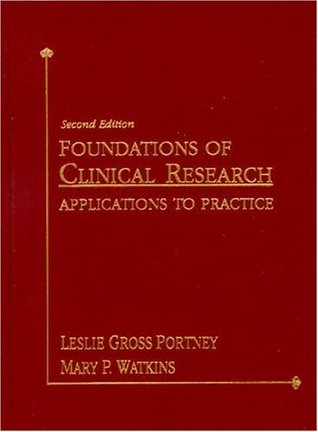 Second Edition
FOUNDATIONS OF
CLINICAL RESEARCH
APPLICATIONS TO PRACTICE
LESLIE GROSS PORTNEY
MARY P. WATKINS